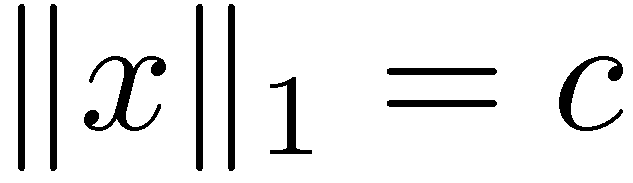 ‖x‖₁ = c